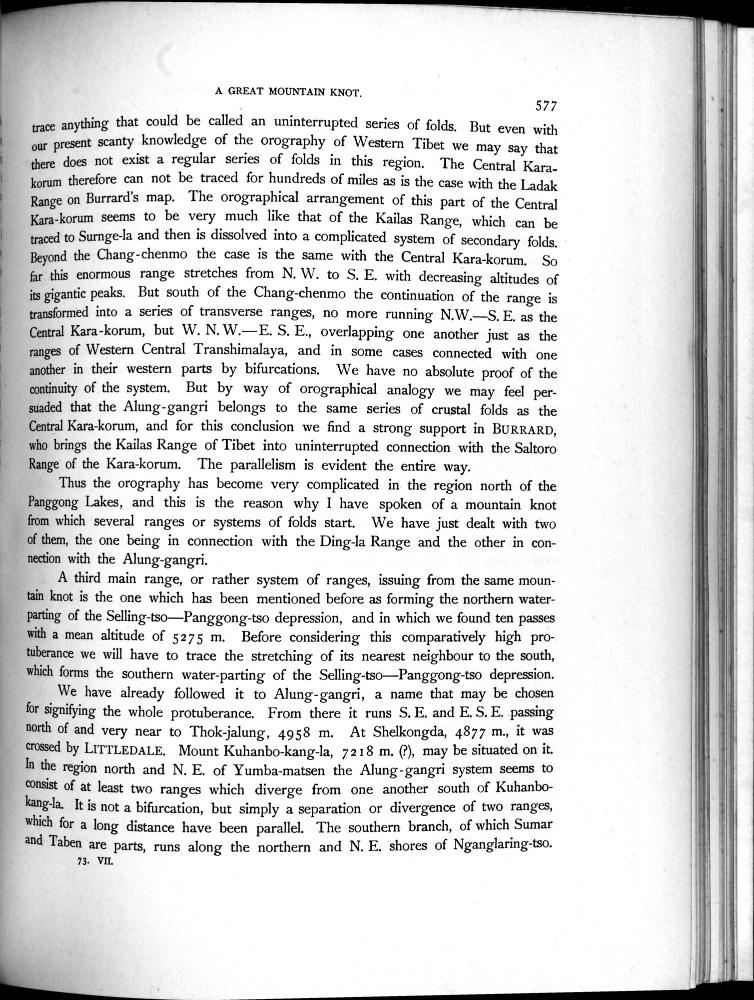 A GREAT MOUNTAIN KNOT.
577
trace anything that could be called an uninterrupted series of folds. But even with
our present scanty knowledge of the orography of Western Tibet we may say that
there does not exist a regular series of folds in this region. The Central Kara-
korum therefore can not be traced for hundreds of miles as is the case with the Ladak
Range on Burrard's map. The orographical arrangement of this part of the Central
Kara-korum seems to be very much like that of the Kailas Range, which can be
traced to Surnge-la and then is dissolved into a complicated system of secondary folds.
Beyond the Chang-chenmo the case is the same with the Central Kara-korum. So
far this enormous range stretches from N. W. to S. E. with decreasing altitudes of
its gigantic peaks. But south of the Chang-chenmo the continuation of the range is
transformed into a series of transverse ranges, no more running N.W.—S. E. as the
Central Kara-korum, but W. N. W.—E. S. E., overlapping one another just as the
ranges of Western Central Transhimalaya, and in some cases connected with one
another in their western parts by bifurcations. We have no absolute proof of the
continuity of the system. But by way of orographical analogy we may feel per-
suaded that the Alung-gangri belongs to the same series of crustal folds as the
Central Kara-korum, and for this conclusion we find a strong support in BURRARD,
who brings the Kailas Range of Tibet into uninterrupted connection with the Saltoro
Range of the Kara-korum. The parallelism is evident the entire way.
Thus the orography has become very complicated in the region north of the
Panggong Lakes, and this is the reason why I have spoken of a mountain knot
from which several ranges or systems of folds start. We have just dealt with two
of them, the one being in connection with the Ding-la Range and the other in con-
nection with the Alung-gangri.
A third main range, or rather system of ranges, issuing from the same moun-
tain knot is the one which has been mentioned before as forming the northern water-
parting of the Selling-tso—Panggong-tso depression, and in which we found ten passes
with a mean altitude of 5275 m. Before considering this comparatively high pro-
tuberance we will have to trace the stretching of its nearest neighbour to the south,
which forms the southern water-parting of the Selling-tso—Panggong-tso depression.
We have already followed it to Alung-gangri, a name that may be chosen
for signifying the whole protuberance. From there it runs S. E. and E. S. E. passing
north of and very near to Thok-jalung, 4958 m. At Shelkongda, 4877 m., it was
crossed by LITTLEDALE. Mount Kuhanbo-kang-la, 7218 m. (?), may be situated on it.
In the region north and N. E. of Yumba-matsen the Alung-gangri system seems to
consist of at least two ranges which diverge from one another south of Kuhanbo-
kang-la. It is not a bifurcation, but simply a separation or divergence of two ranges,
which for a long distance have been parallel. The southern branch, of which Sumar
and Taben are parts, runs along the northern and N. E. shores of Nganglaring-tso.
73. VII.